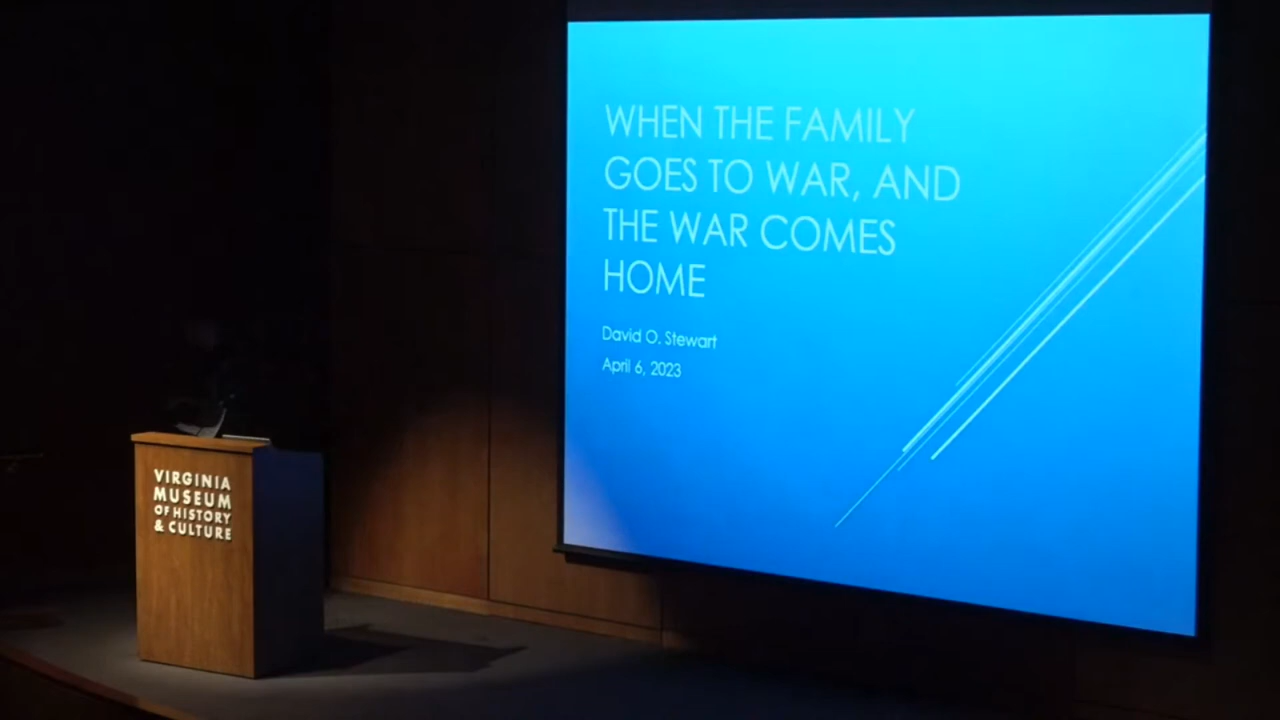 WHEN THE FAMILY
GOES TO WAR, AND
THE WAR COMES
HOME
David O. Stewart
April 6, 2023
VIRGINIA
MUSEUM
OF HISTORY
& CULTURE